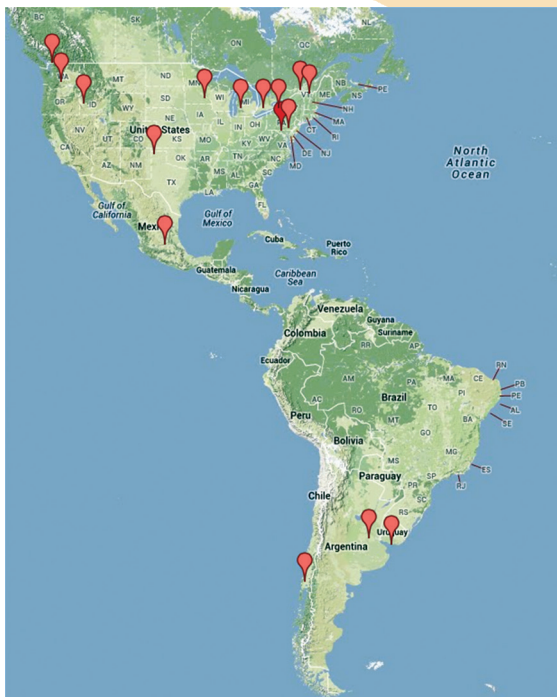 BC
SK
NL
ON
QC
WA
MT
ND
MN
NB
PE
NS
VT
ME
OR
ID
SD
WI
MI
NH
WY
IA
MA
NE
IL
IN
OH
CT
RI
NV
UT
CO
United States
KS
MO
KY
WV
VA
DE
NJ
MD
CA
AZ
NM
OK
AR
TN
NC
SC
MS
AL
GA
TX
LA
FL
North
Atlantic
Ocean
Gulf of
California
Gulf of
Mexico
Mexico
Cuba
Puerto
Rico
Guatemala
Caribbean
Sea
Nicaragua
Venezuela
Guyana
Suriname
Colombia
RR
AP
Ecuador
AM
PA
MA
CE
RN
PB
PE
AL
SE
PI
AC
RO
TO
BA
Brazil
Peru
MT
GO
Bolivia
MG
MS
ES
SP
RJ
Paraguay
PR
SC
Chile
RS
Uruguay
Argentina